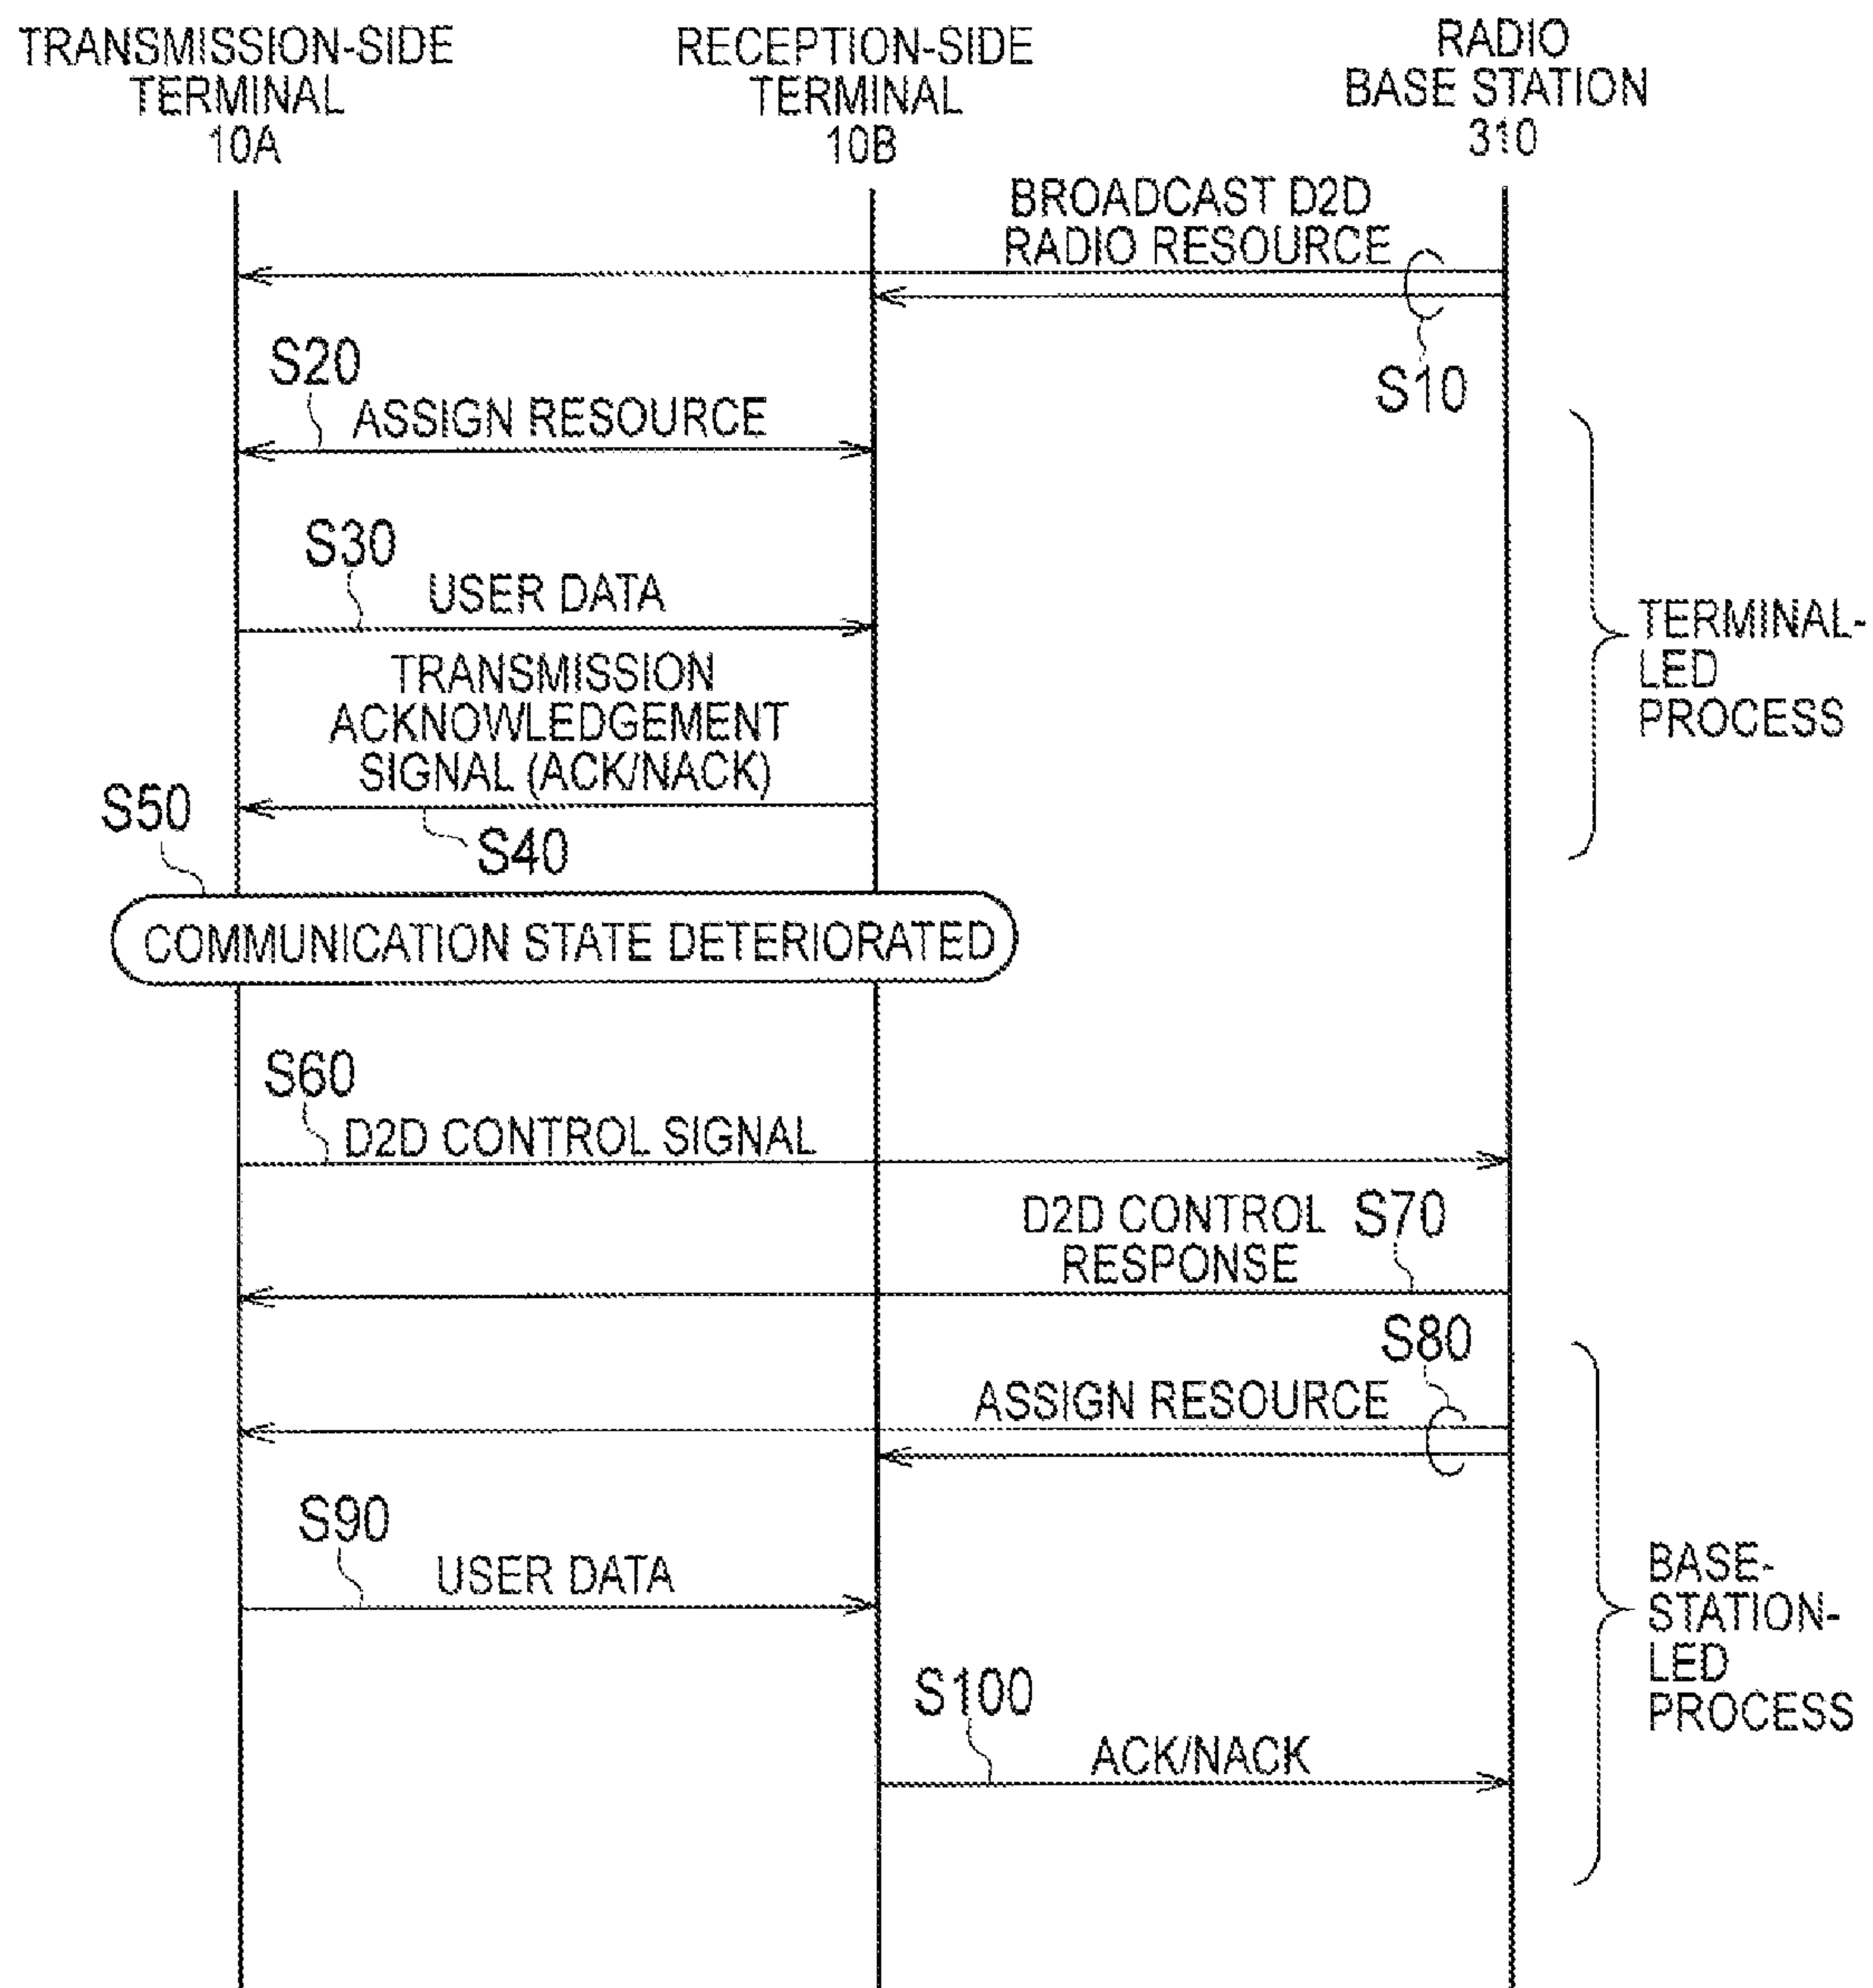 TRANSMISSION-SIDE
TERMINAL
10A
RECEPTION-SIDE
TERMINAL
10B
RADIO
BASE STATION
310
BROADCAST D2D
RADIO RESOURCE
S10
S20
ASSIGN RESOURCE
S30
USER DATA
TERMINAL-
LED
PROCESS
TRANSMISSION
ACKNOWLEDGEMENT
SIGNAL (ACK/NACK)
S40
S50
COMMUNICATION STATE DETERIORATED
S60
D2D CONTROL SIGNAL
D2D CONTROL
RESPONSE
S70
S80
ASSIGN RESOURCE
S90
USER DATA
BASE-
STATION-
LED
PROCESS
S100
ACK/NACK